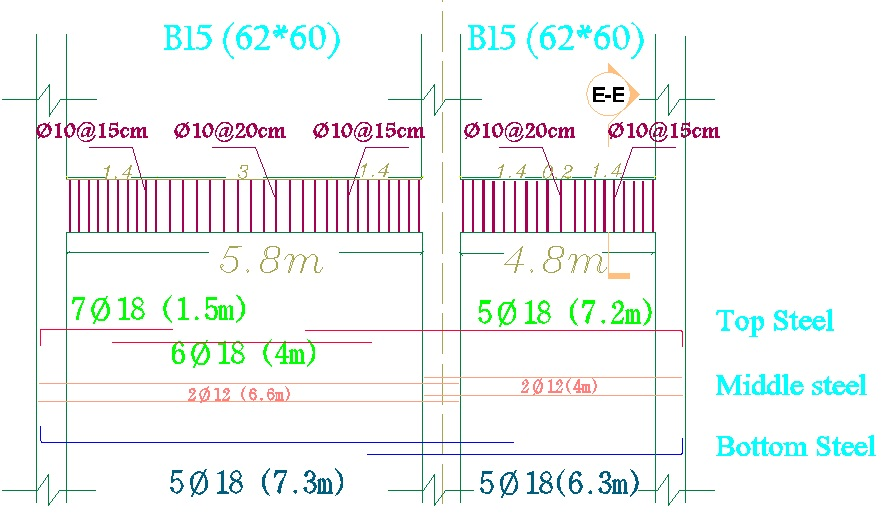 B15 (62*60) B15 (62*60)
E-E
Ø10@15cm Ø10@20cm Ø10@15cm Ø10@20cm Ø10@15cm
1.4 3 1.4 1.4 0.2 1.4
5.8m 4.8m
7Ø18 (1.5m) 5Ø18 (7.2m) Top Steel
6Ø18 (4m)
2Ø12 (6.6m) 2Ø12(4m) Middle steel
Bottom Steel
5Ø18 (7.3m) 5Ø18(6.3m)